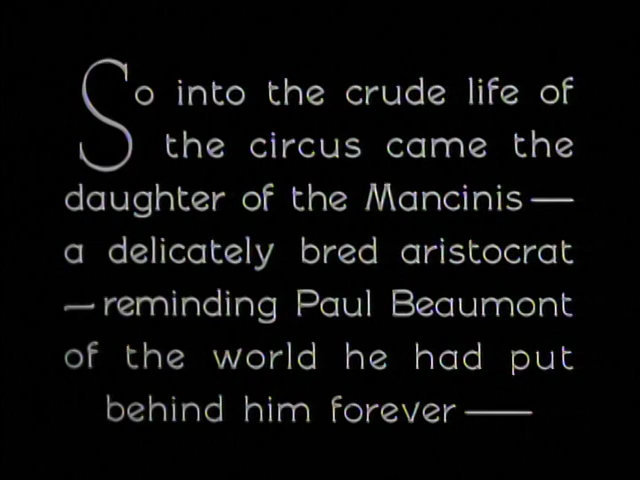 So into the crude life of
the circus came the
daughter of the Mancinis—
a delicately bred aristocrat
—reminding Paul Beaumont
of the world he had put
behind him forever—